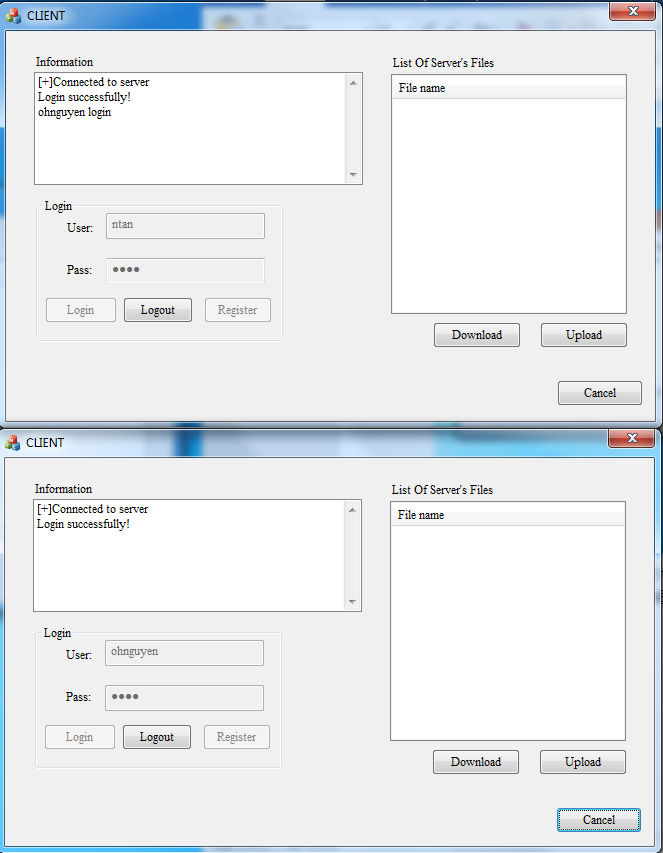 CLIENT
Information
[+]Connected to server
Login successfully!
ohnguyen login
List Of Server's Files
File name
Login
User: ntan
Pass: ●●●●
Login Logout Register
Download Upload
Cancel
CLIENT
Information
[+]Connected to server
Login successfully!
List Of Server's Files
File name
Login
User: ohnguyen
Pass: ●●●●
Login Logout Register
Download Upload
Cancel